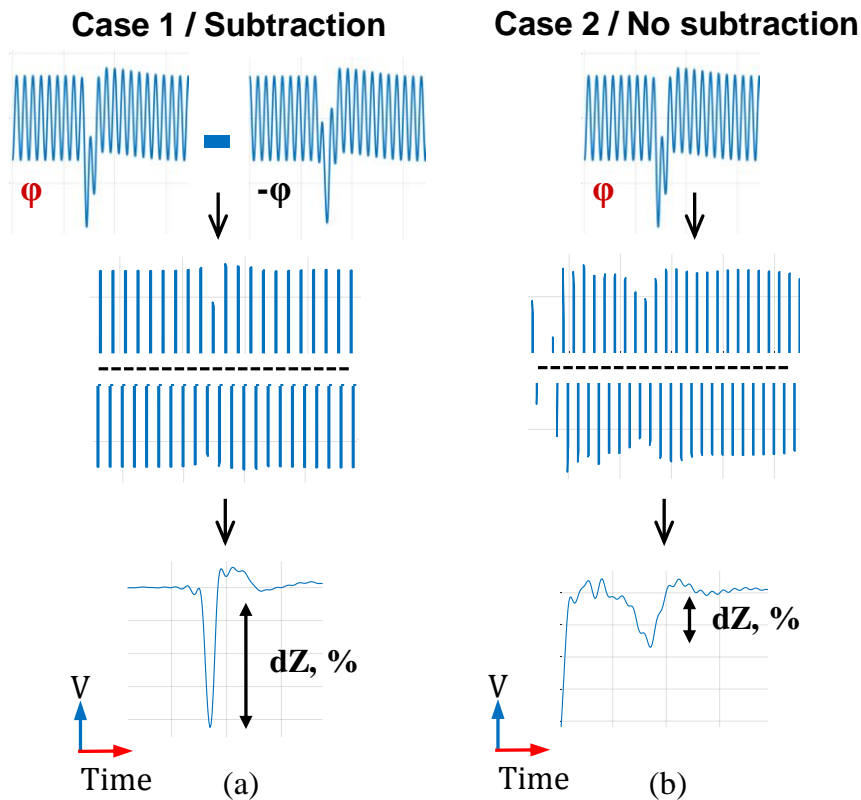 Case 1 / Subtraction
Case 2 / No subtraction
φ
-φ
φ
dZ, %
dZ, %
V
Time
V
Time
(a)
(b)